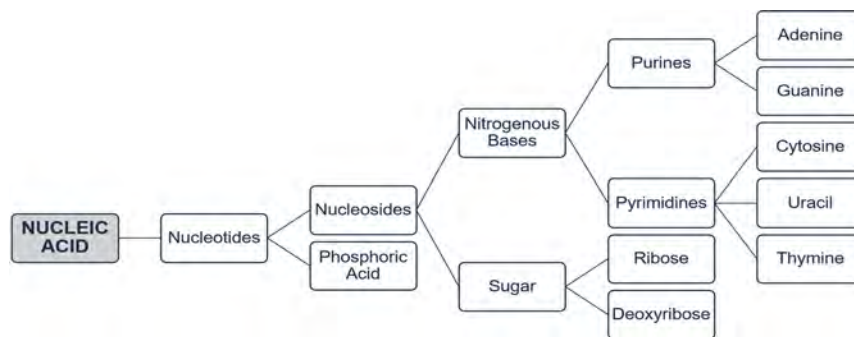 NUCLEIC
ACID
Nucleotides
Nucleosides
Phosphoric
Acid
Nitrogenous
Bases
Sugar
Purines
Pyrimidines
Ribose
Deoxyribose
Adenine
Guanine
Cytosine
Uracil
Thymine